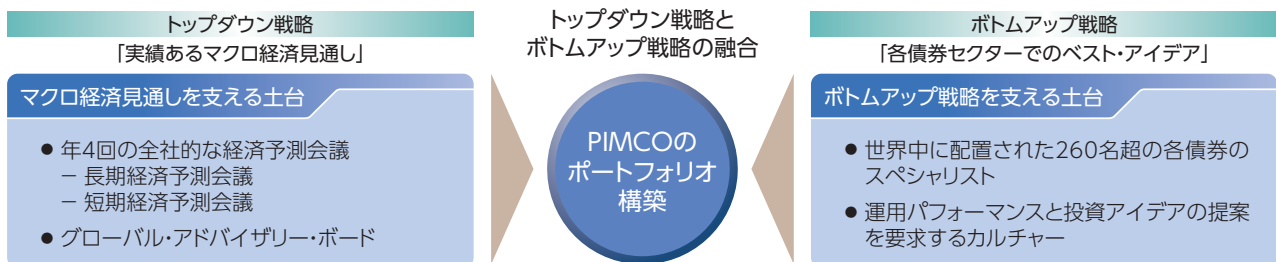 トップダウン戦略
「実績あるマクロ経済見通し」
マクロ経済見通しを支える土台
● 年4回の全社的な経済予測会議
− 長期経済予測会議
− 短期経済予測会議
● グローバル・アドバイザリー・ボード
トップダウン戦略と
ボトムアップ戦略の融合
PIMCOの
ポートフォリオ
構築
ボトムアップ戦略
「各債券セクターでのベスト・アイデア」
ボトムアップ戦略を支える土台
● 世界中に配置された260名超の各債券の
スペシャリスト
● 運用パフォーマンスと投資アイデアの提案
を要求するカルチャー